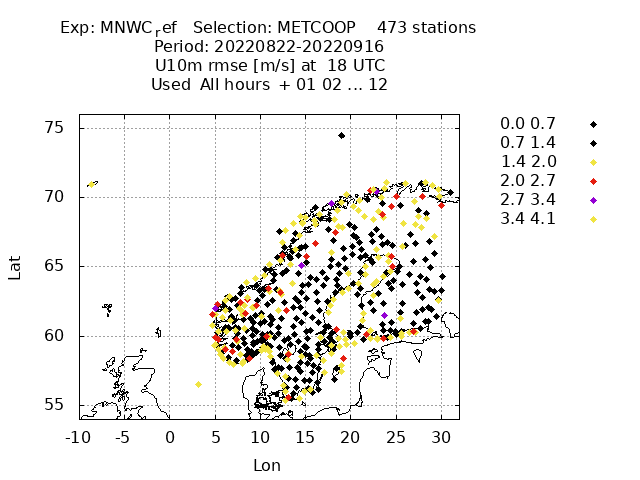 Exp: MNWCref   Selection: METCOOP    473 stations
Period: 20220822-20220916
U10m rmse [m/s] at  18 UTC
Used  All hours  + 01 02 ... 12
0.0 0.7
0.7 1.4
1.4 2.0
2.0 2.7
2.7 3.4
3.4 4.1
75
70
65
60
55
Lat
-10 -5 0 5 10 15 20 25 30
Lon